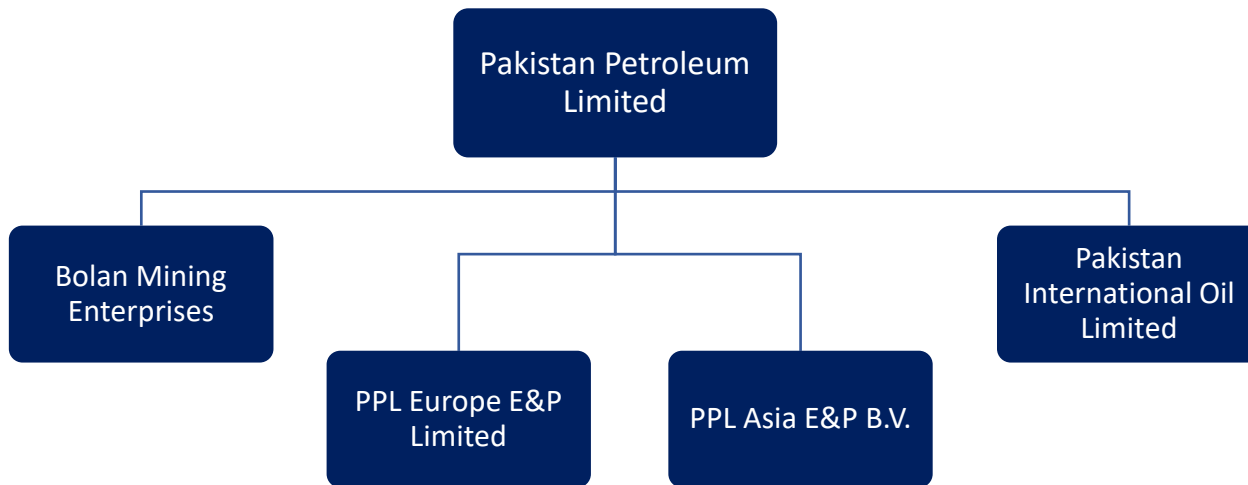 Pakistan Petroleum
Limited
Bolan Mining
Enterprises
Pakistan
International Oil
Limited
PPL Europe E&P
Limited
PPL Asia E&P B.V.